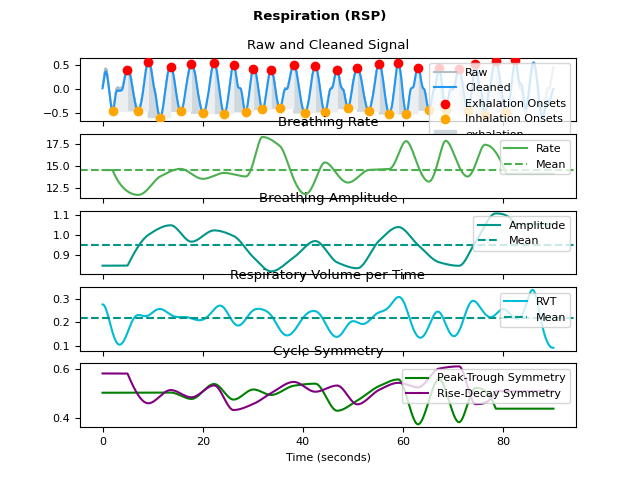 Respiration (RSP)
Raw and Cleaned Signal
0.5
0.0
−0.5
Raw
Cleaned
Exhalation Onsets
Inhalation Onsets
exhalation
Breathing Rate
17.5
15.0
12.5
Rate
Mean
Breathing Amplitude
1.1
1.0
0.9
Amplitude
Mean
Respiratory Volume per Time
0.3
0.2
0.1
RVT
Mean
Cycle Symmetry
0.6
0.4
Peak-Trough Symmetry
Rise-Decay Symmetry
0 20 40 60 80
Time (seconds)